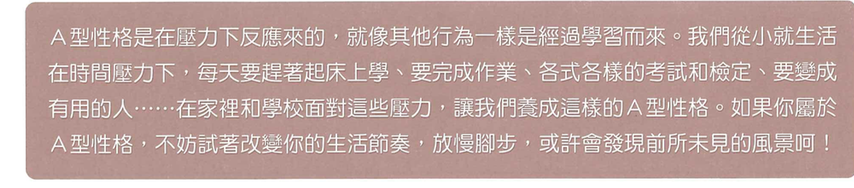 A型性格是在壓力下反應來的，就像其他行為一樣是經過學習而來。我們從小就生活
在時間壓力下，每天要趕著起床上學、要完成作業、各式各樣的考試和檢定、要變成
有用的人……在家裡和學校面對這些壓力，讓我們養成這樣的A型性格。如果你屬於
A型性格，不妨試著改變你的生活節奏，放慢腳步，或許會發現前所未見的風景呵！